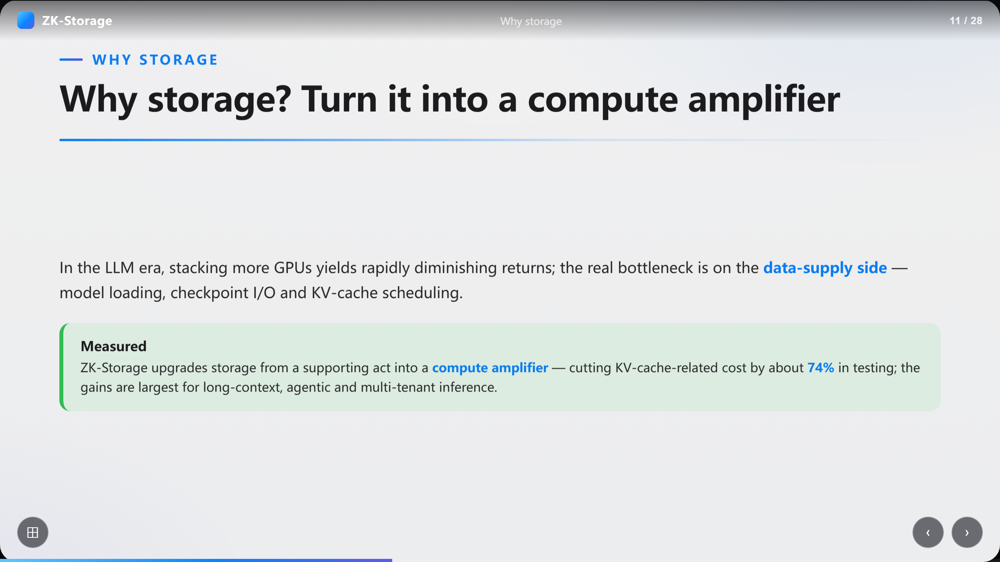 ZK-Storage
Why storage
11 / 28
WHY STORAGE
Why storage? Turn it into a compute amplifier
In the LLM era, stacking more GPUs yields rapidly diminishing returns; the real bottleneck is on the data-supply side —
model loading, checkpoint I/O and KV-cache scheduling.
Measured
ZK-Storage upgrades storage from a supporting act into a compute amplifier — cutting KV-cache-related cost by about 74% in testing; the
gains are largest for long-context, agentic and multi-tenant inference.